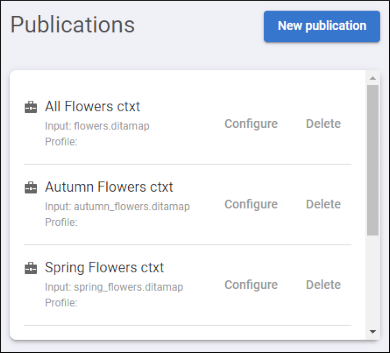 Publications
New publication
All Flowers ctxt
Input: flowers.ditamap
Profile:
Configure
Delete
Autumn Flowers ctxt
Input: autumn_flowers.ditamap
Profile:
Configure
Delete
Spring Flowers ctxt
Input: spring_flowers.ditamap
Profile:
Configure
Delete